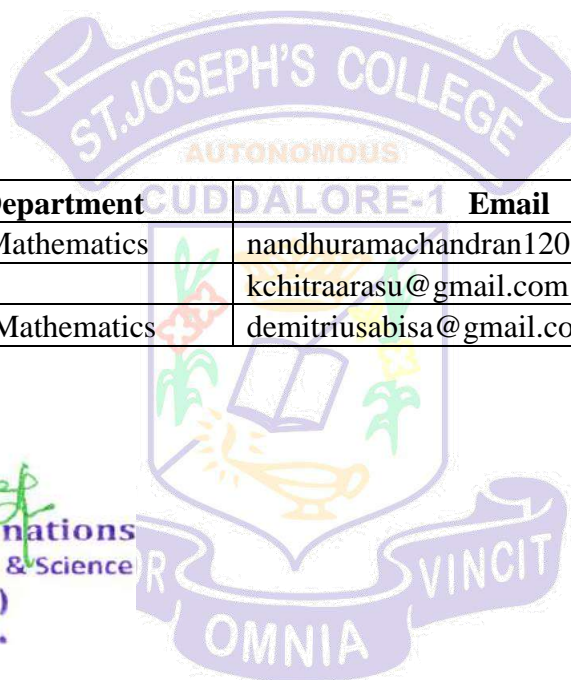 ST.JOSEPH'S COLLEGE
AUTONOMOUS
CUDDALORE-1
Department Email
Mathematics nandhuramachandran120
kchitraarasu@gmail.com
Mathematics demitriusabisa@gmail.co
nations
& Science
)
R VINCIT
OMNIA